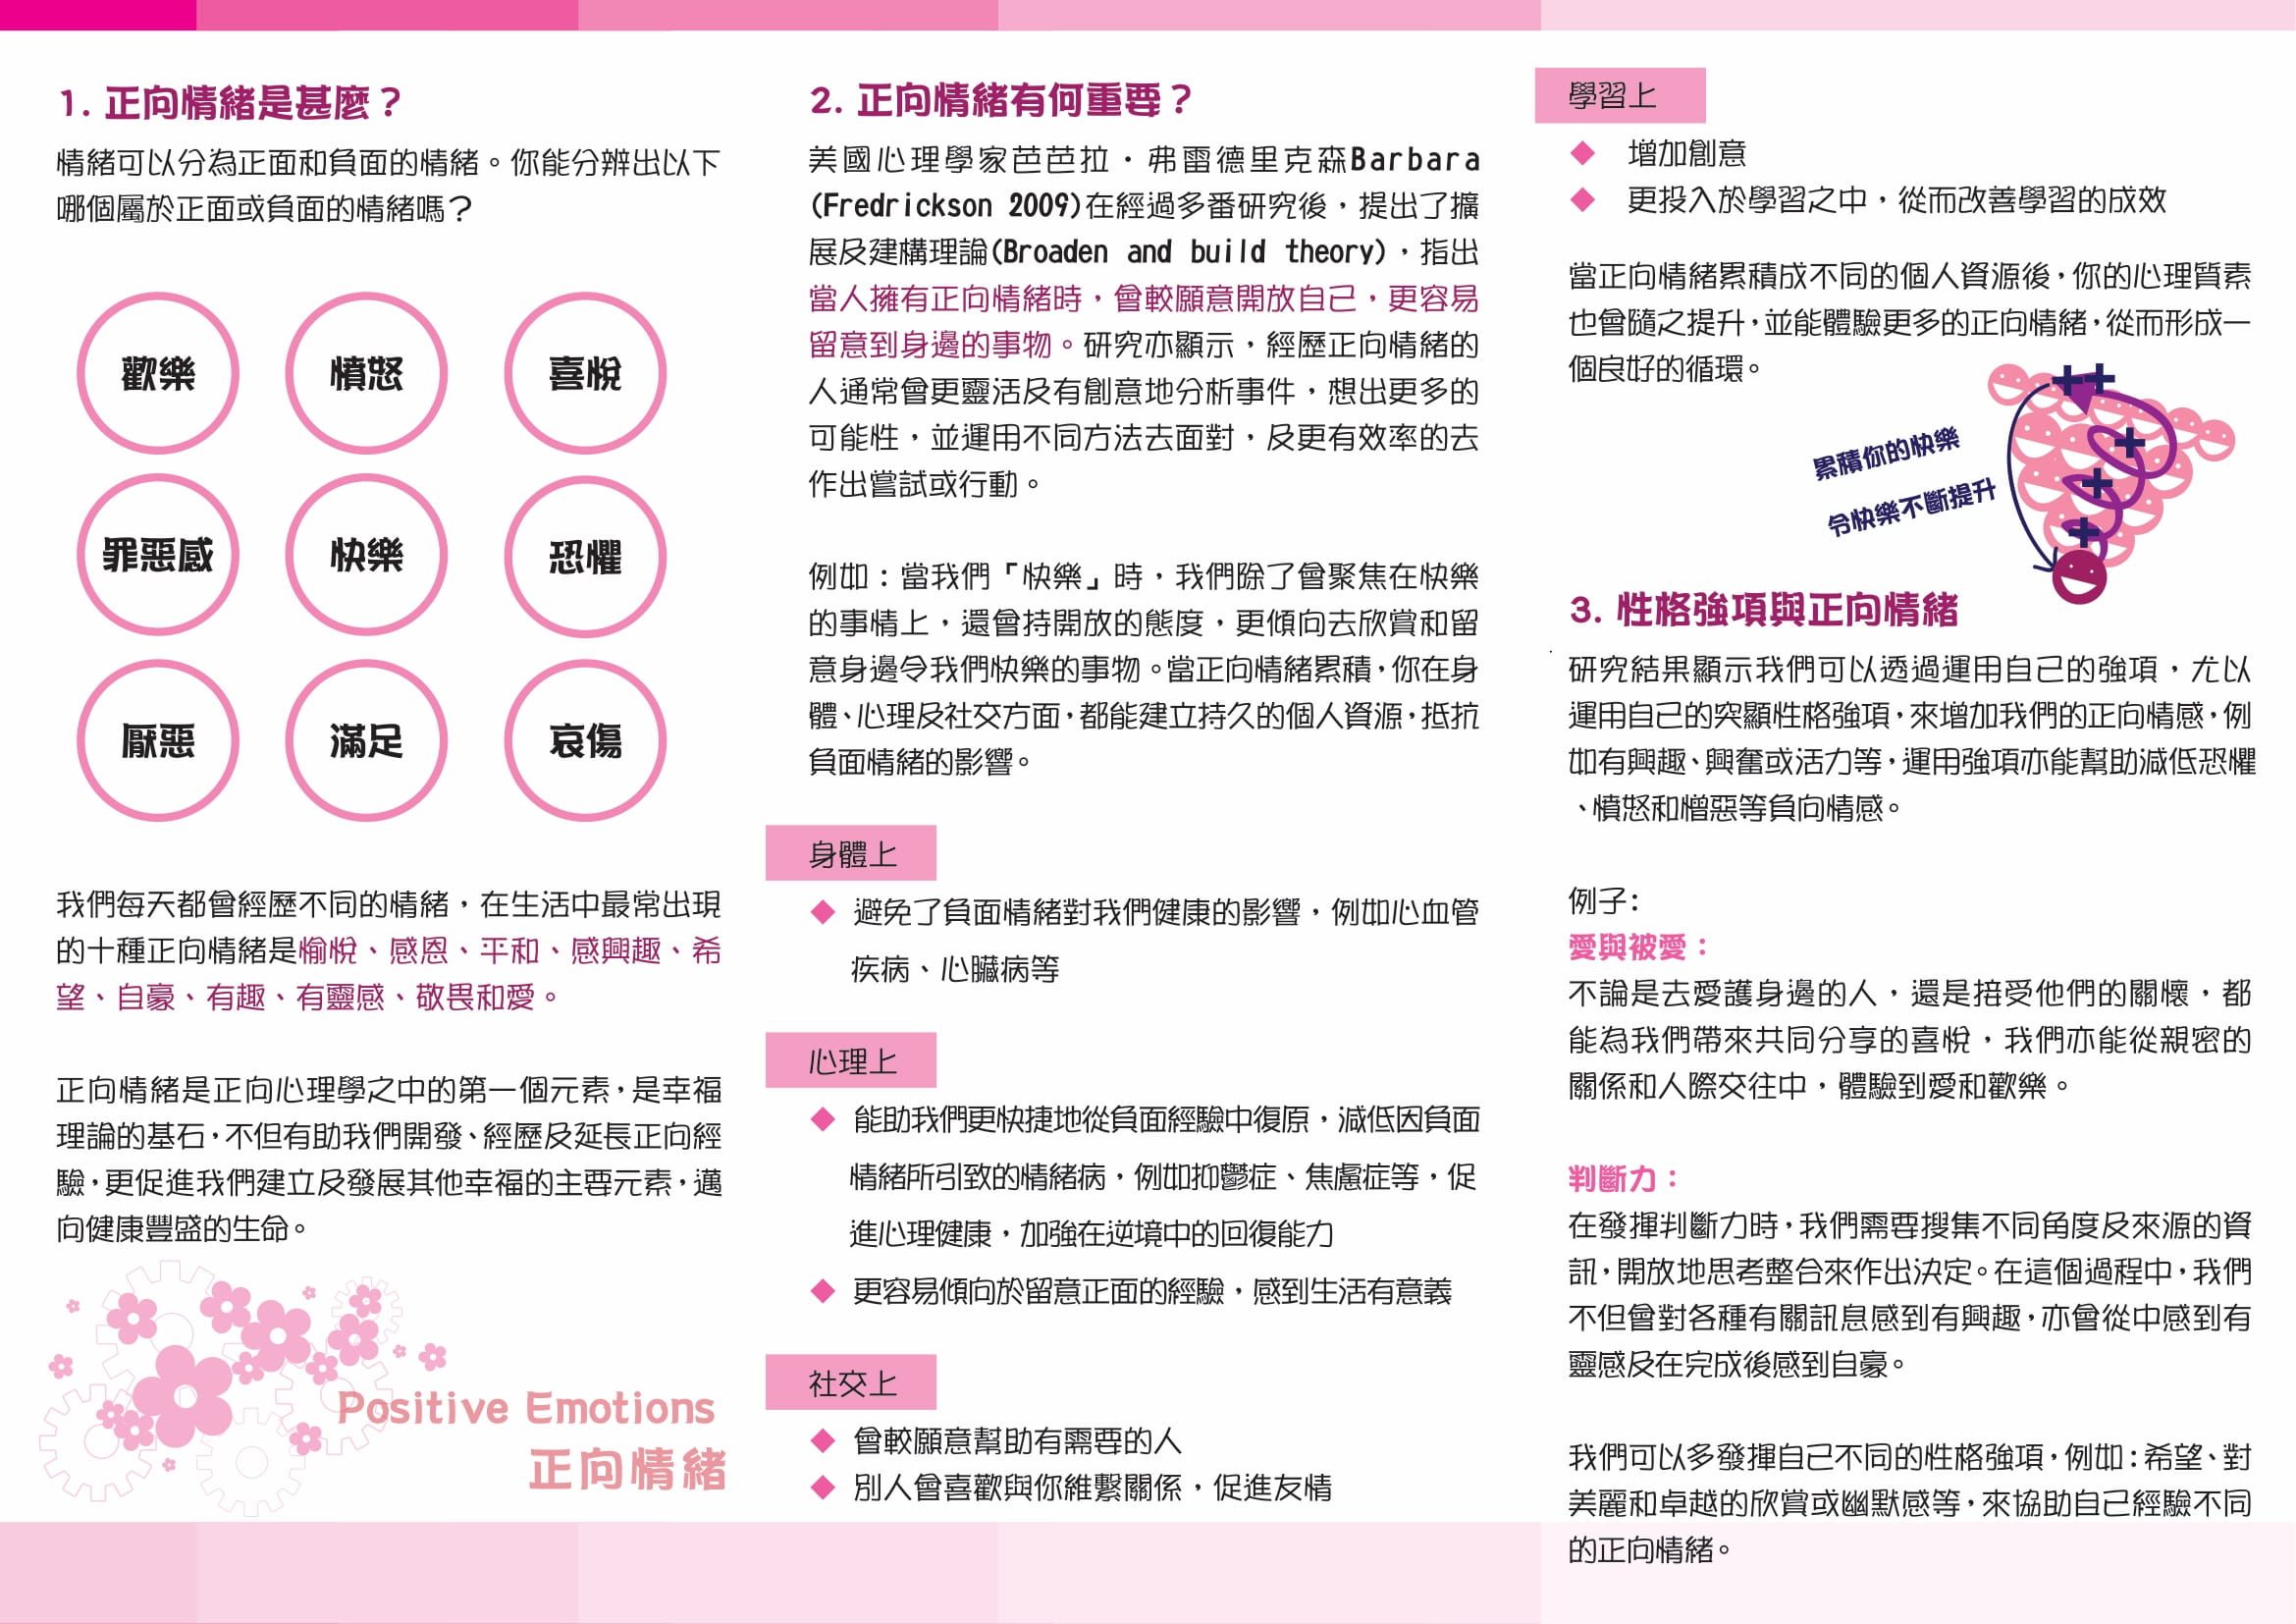 1. 正向情緒是甚麼？
情緒可以分為正面和負面的情緒。你能分辨出以下
哪個屬於正面或負面的情緒嗎？
歡樂
憤怒
喜悅
罪惡感
快樂
恐懼
厭惡
滿足
哀傷
我們每天都會經歷不同的情緒，在生活中最常出現
的十種正向情緒是愉悅、感恩、平和、感興趣、希
望、自豪、有趣、有靈感、敬畏和愛。
正向情緒是正向心理學之中的第一個元素，是幸福
理論的基石，不但有助我們開發、經歷及延長正向經
驗，更促進我們建立及發展其他幸福的主要元素，邁
向健康豐盛的生命。
Positive Emotions
正向情緒
2. 正向情緒有何重要？
美國心理學家芭芭拉・弗雷德里克森Barbara
(Fredrickson 2009)在經過多番研究後，提出了擴
展及建構理論(Broaden and build theory)，指出
當人擁有正向情緒時，會較願意開放自己，更容易
留意到身邊的事物。研究亦顯示，經歷正向情緒的
人通常會更靈活及有創意地分析事件，想出更多的
可能性，並運用不同方法去面對，及更有效率的去
作出嘗試或行動。
例如：當我們「快樂」時，我們除了會聚焦在快樂
的事情上，還會持開放的態度，更傾向去欣賞和留
意身邊令我們快樂的事物。當正向情緒累積，你在身
體、心理及社交方面，都能建立持久的個人資源，抵抗
負面情緒的影響。
身體上
◆ 避免了負面情緒對我們健康的影響，例如心血管
疾病、心臟病等
心理上
◆ 能助我們更快捷地從負面經驗中復原，減低因負面
情緒所引致的情緒病，例如抑鬱症、焦慮症等，促
進心理健康，加強在逆境中的回復能力
◆ 更容易傾向於留意正面的經驗，感到生活有意義
社交上
◆ 會較願意幫助有需要的人
◆ 別人會喜歡與你維繫關係，促進友情
學習上
◆ 增加創意
◆ 更投入於學習之中，從而改善學習的成效
當正向情緒累積成不同的個人資源後，你的心理質素
也會隨之提升，並能體驗更多的正向情緒，從而形成一
個良好的循環。
累積你的快樂
令快樂不斷提升
3. 性格強項與正向情緒
研究結果顯示我們可以透過運用自己的強項，尤以
運用自己的突顯性格強項，來增加我們的正向情感，例
如有興趣、興奮或活力等，運用強項亦能幫助減低恐懼
、憤怒和憎惡等負向情感。
例子：
愛與被愛：
不論是去愛護身邊的人，還是接受他們的關懷，都
能為我們帶來共同分享的喜悅，我們亦能從親密的
關係和人際交往中，體驗到愛和歡樂。
判斷力：
在發揮判斷力時，我們需要搜集不同角度及來源的資
訊，開放地思考整合來作出決定。在這個過程中，我們
不但會對各種有關訊息感到有興趣，亦會從中感到有
靈感及在完成後感到自豪。
我們可以多發揮自己不同的性格強項，例如：希望、對
美麗和卓越的欣賞或幽默感等，來協助自己經驗不同
的正向情緒。